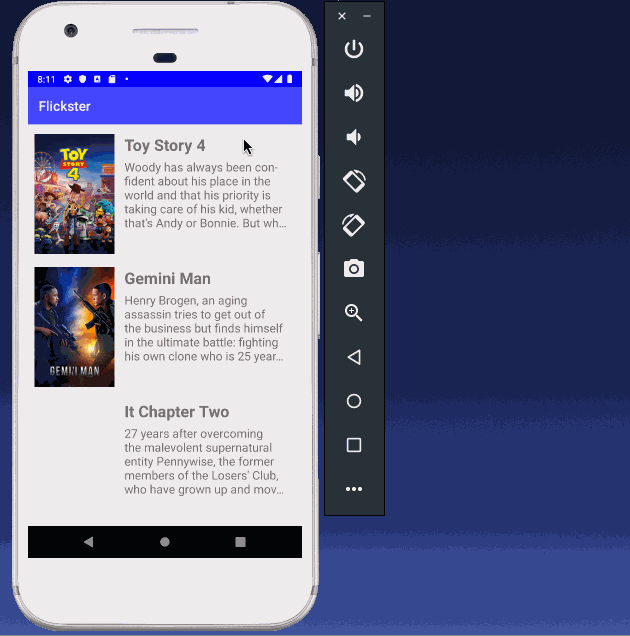 8:11
Flickster
TOY
STORY
4
Toy Story 4
Woody has always been con-
fident about his place in the
world and that his priority is
taking care of his kid, whether
that's Andy or Bonnie. But wh…
GEMINI MAN
Gemini Man
Henry Brogen, an aging
assassin tries to get out of
the business but finds himself
in the ultimate battle: fighting
his own clone who is 25 year…
It Chapter Two
27 years after overcoming
the malevolent supernatural
entity Pennywise, the former
members of the Losers' Club,
who have grown up and mov…